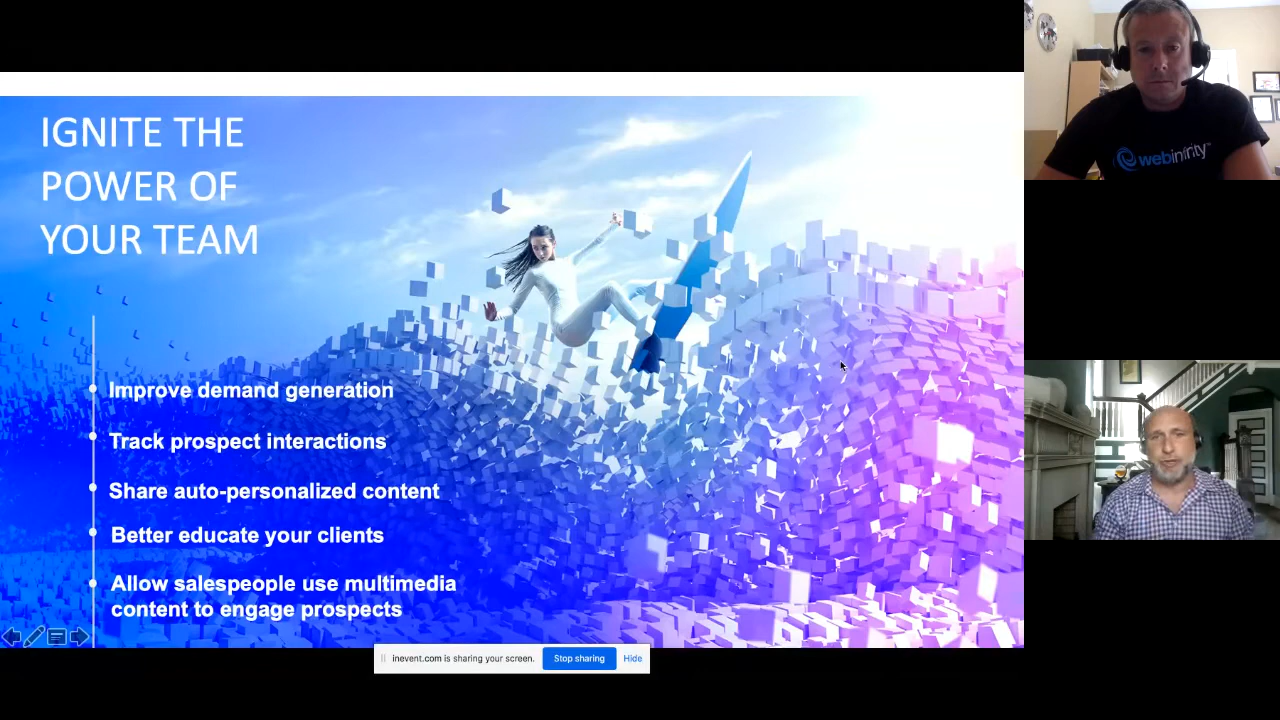 IGNITE THE
POWER OF
YOUR TEAM
Improve demand generation
Track prospect interactions
Share auto-personalized content
Better educate your clients
Allow salespeople use multimedia
content to engage prospects
inevent.com is sharing your screen. Stop sharing Hide
webinfinity™